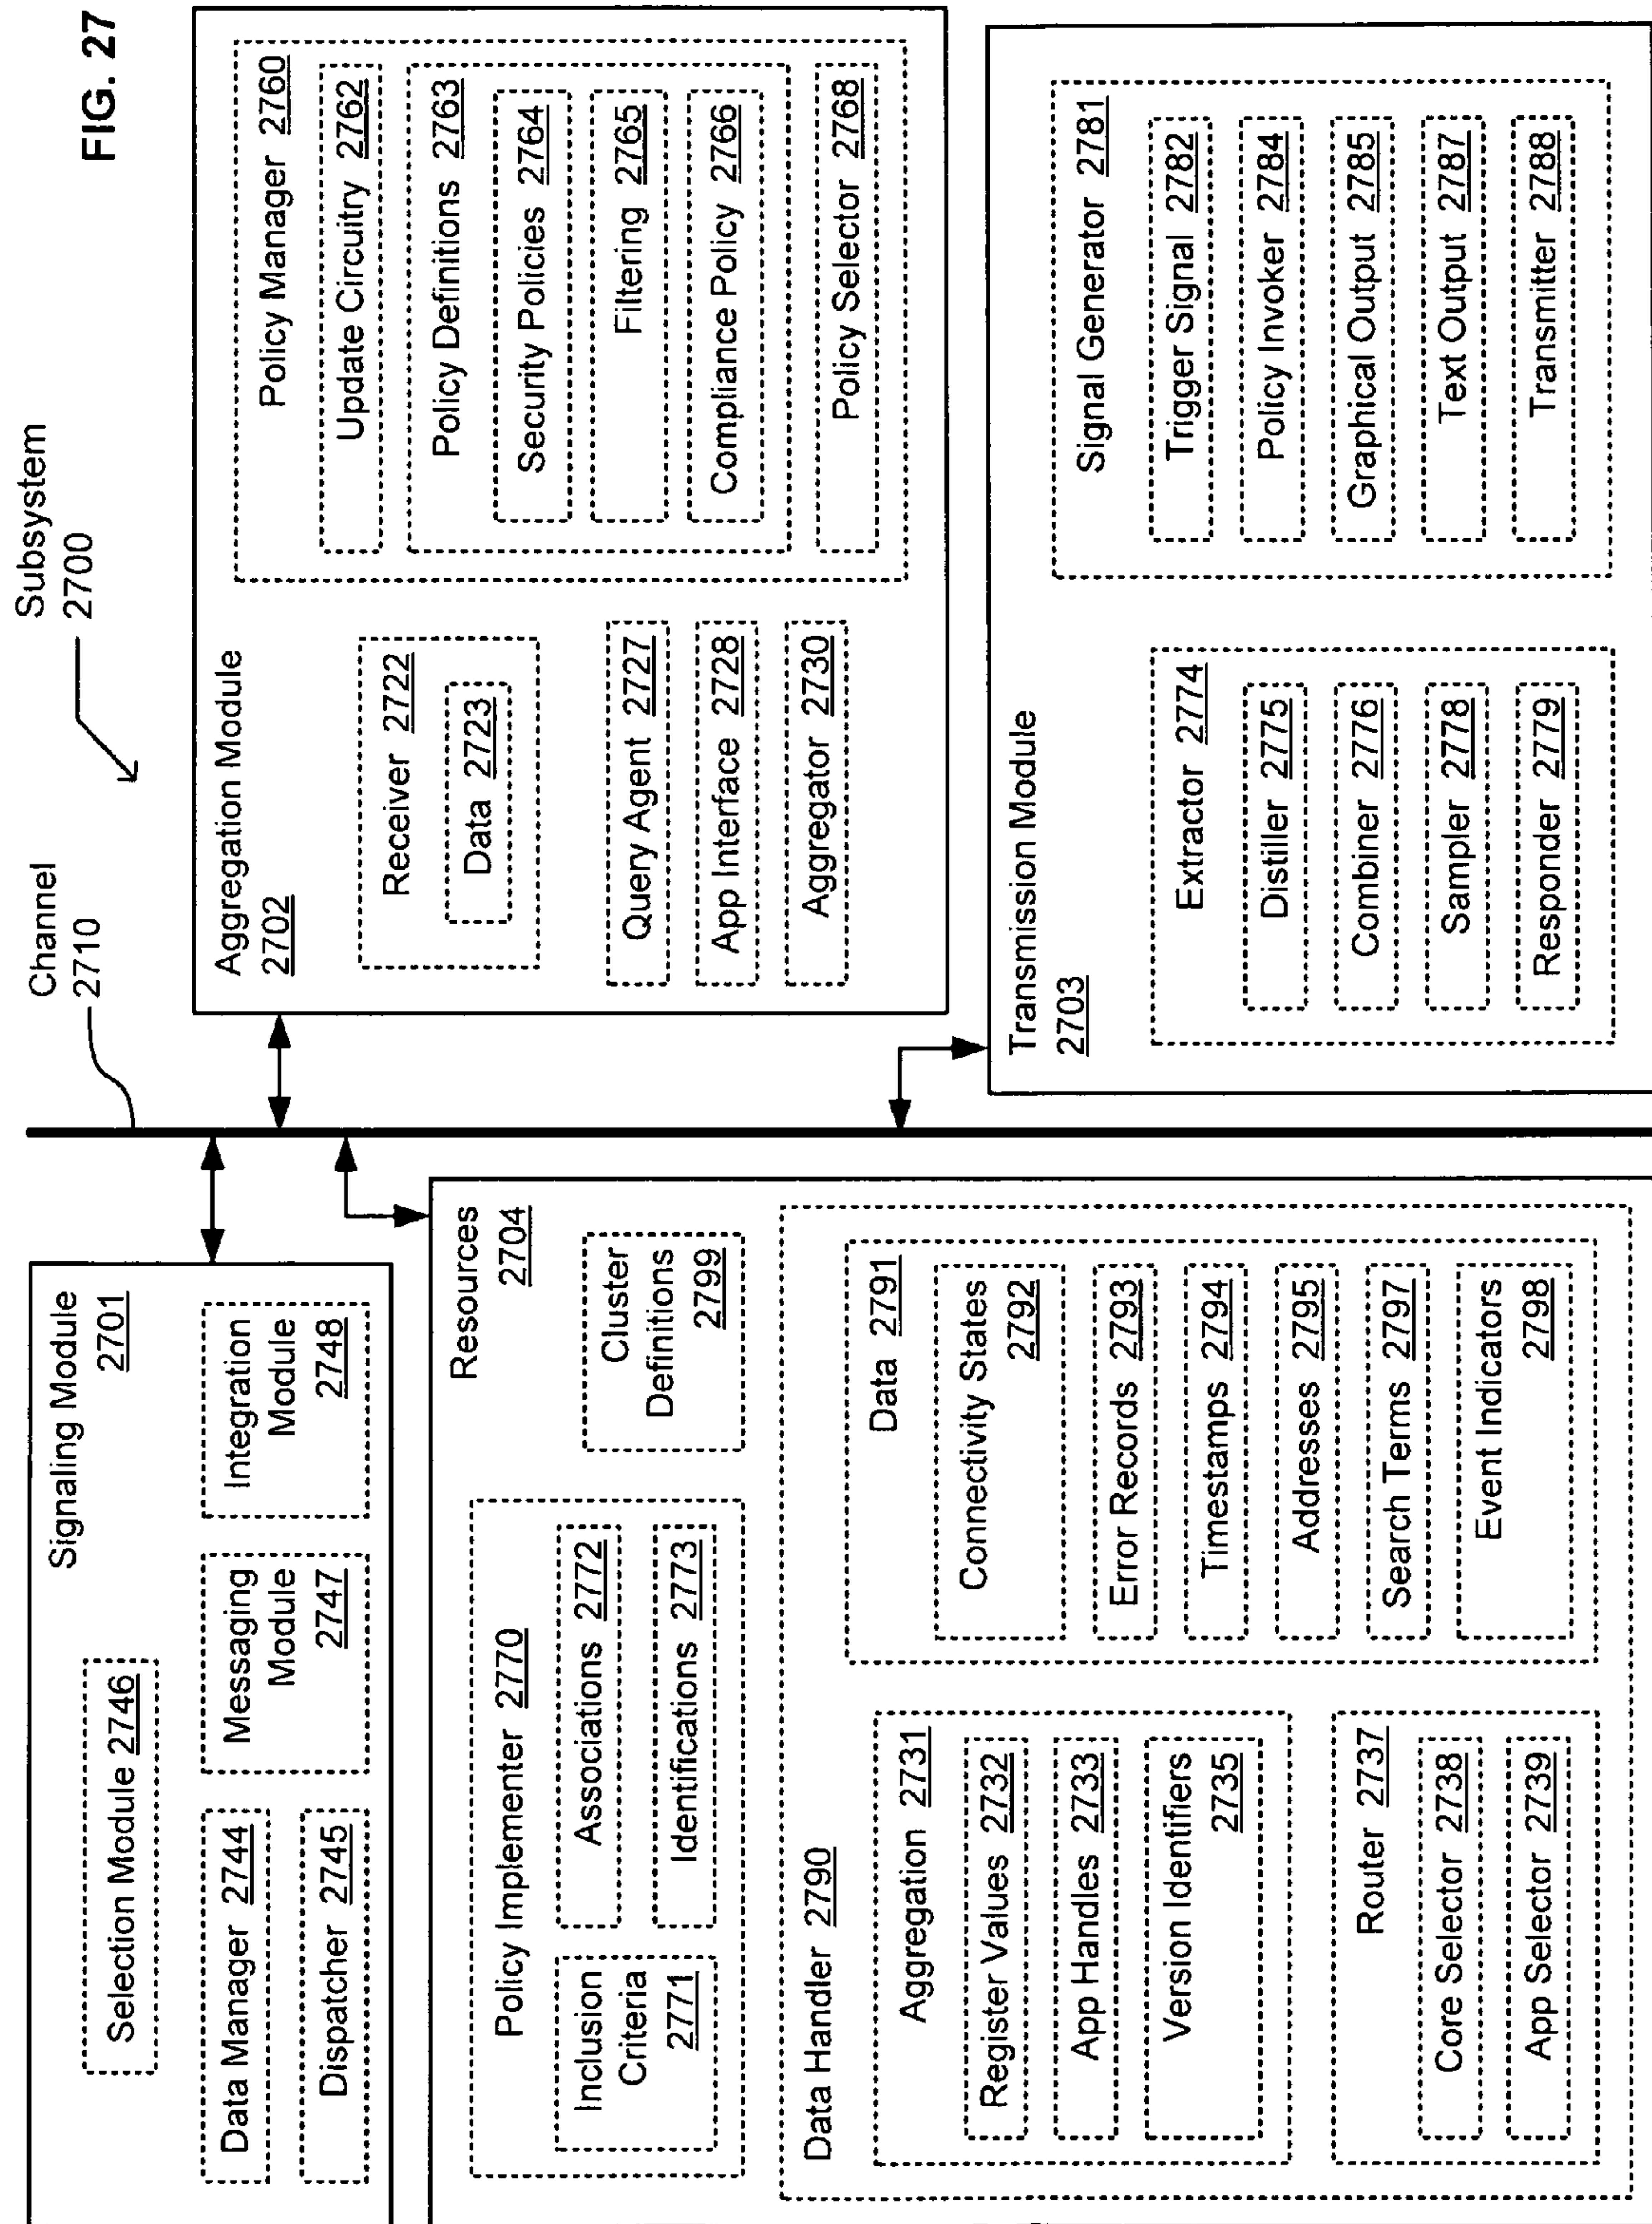 FIG. 27
Subsystem
2700
Channel
2710
Signaling Module
2701
Selection Module 2746
Data Manager 2744
Dispatcher 2745
Messaging
Module
2747
Integration
Module
2748
Aggregation Module
2702
Receiver 2722
Data 2723
Query Agent 2727
App Interface 2728
Aggregator 2730
Policy Manager 2760
Update Circuitry 2762
Policy Definitions 2763
Security Policies 2764
Filtering 2765
Compliance Policy 2766
Policy Selector 2768
Resources
2704
Policy Implementer 2770
Inclusion
Criteria
2771
Associations 2772
Identifications 2773
Cluster
Definitions
2799
Data Handler 2790
Aggregation 2731
Register Values 2732
App Handles 2733
Version Identifiers
2735
Router 2737
Core Selector 2738
App Selector 2739
Data 2791
Connectivity States
2792
Error Records 2793
Timestamps 2794
Addresses 2795
Search Terms 2797
Event Indicators
2798
Transmission Module
2703
Extractor 2774
Distiller 2775
Combiner 2776
Sampler 2778
Responder 2779
Signal Generator 2781
Trigger Signal 2782
Policy Invoker 2784
Graphical Output 2785
Text Output 2787
Transmitter 2788